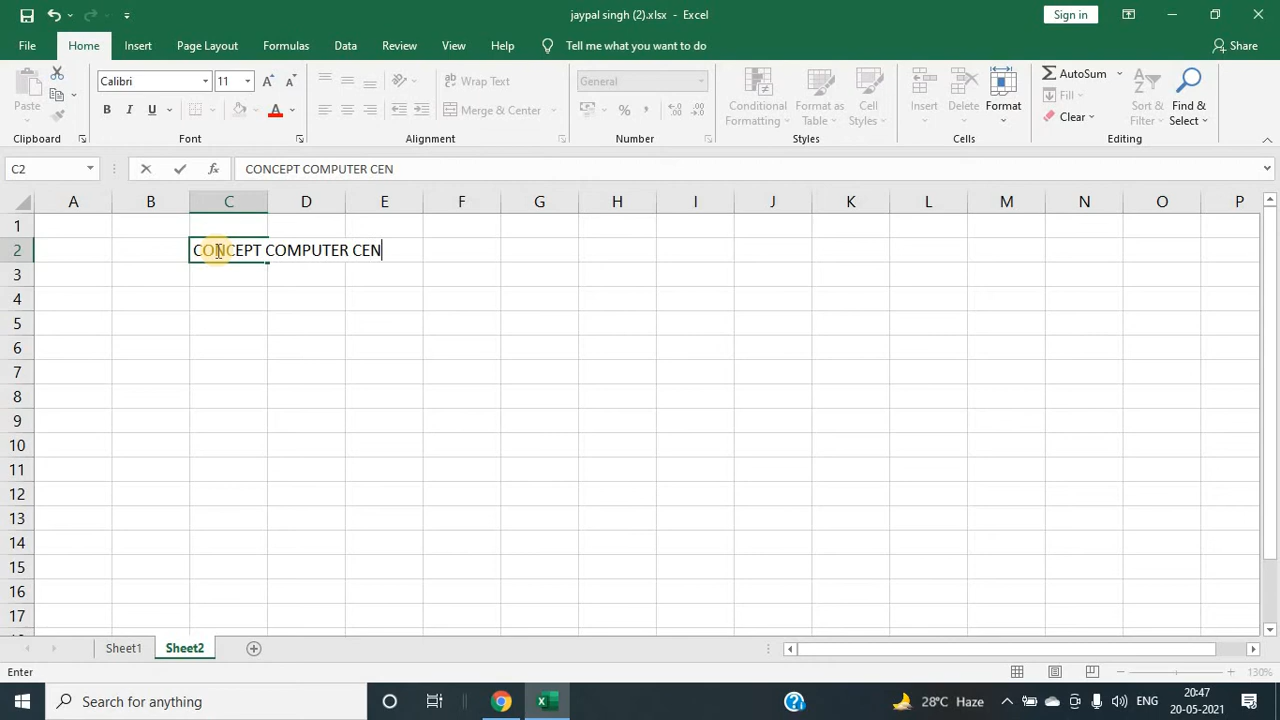 jaypal singh (2).xlsx - Excel
Sign in
File Home Insert Page Layout Formulas Data Review View Help Tell me what you want to do Share
Paste Calibri 11 Wrap Text General Conditional Formatting Format as Table Cell Styles Insert Delete Format AutoSum Sort & Filter Find & Select
B I U A Merge & Center % , Fill
Clear
Clipboard Font Alignment Number Styles Cells Editing
C2 fx CONCEPT COMPUTER CEN
A B C D E F G H I J K L M N O P
1
2 CONCEPT COMPUTER CEN
3
4
5
6
7
8
9
10
11
12
13
14
15
16
17
Sheet1 Sheet2
Enter 130%
Search for anything 28°C Haze ENG 20:47
20-05-2021